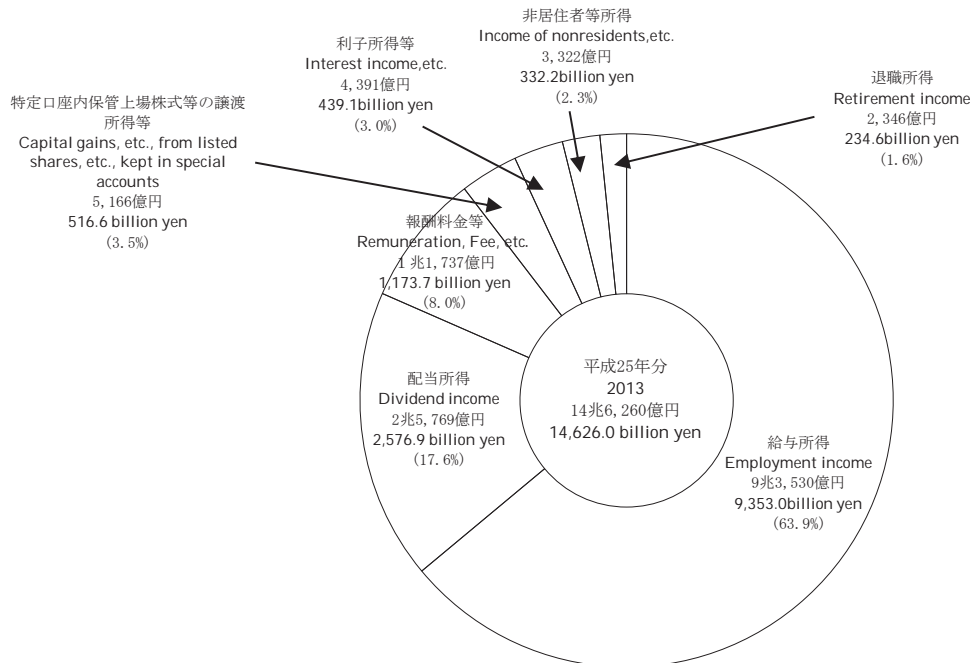 非居住者等所得
Income of nonresidents,etc.
3,322億円
332.2billion yen
(2.3%)
利子所得等
Interest income,etc.
4,391億円
439.1billion yen
(3.0%)
退職所得
Retirement income
2,346億円
234.6billion yen
(1.6%)
特定口座内保管上場株式等の譲渡
所得等
Capital gains, etc., from listed
shares, etc., kept in special
accounts
5,166億円
516.6 billion yen
(3.5%)
報酬料金等
Remuneration, Fee, etc.
1兆1,737億円
1,173.7 billion yen
(8.0%)
配当所得
Dividend income
2兆5,769億円
2,576.9 billion yen
(17.6%)
平成25年分
2013
14兆6,260億円
14,626.0 billion yen
給与所得
Employment income
9兆3,530億円
9,353.0billion yen
(63.9%)